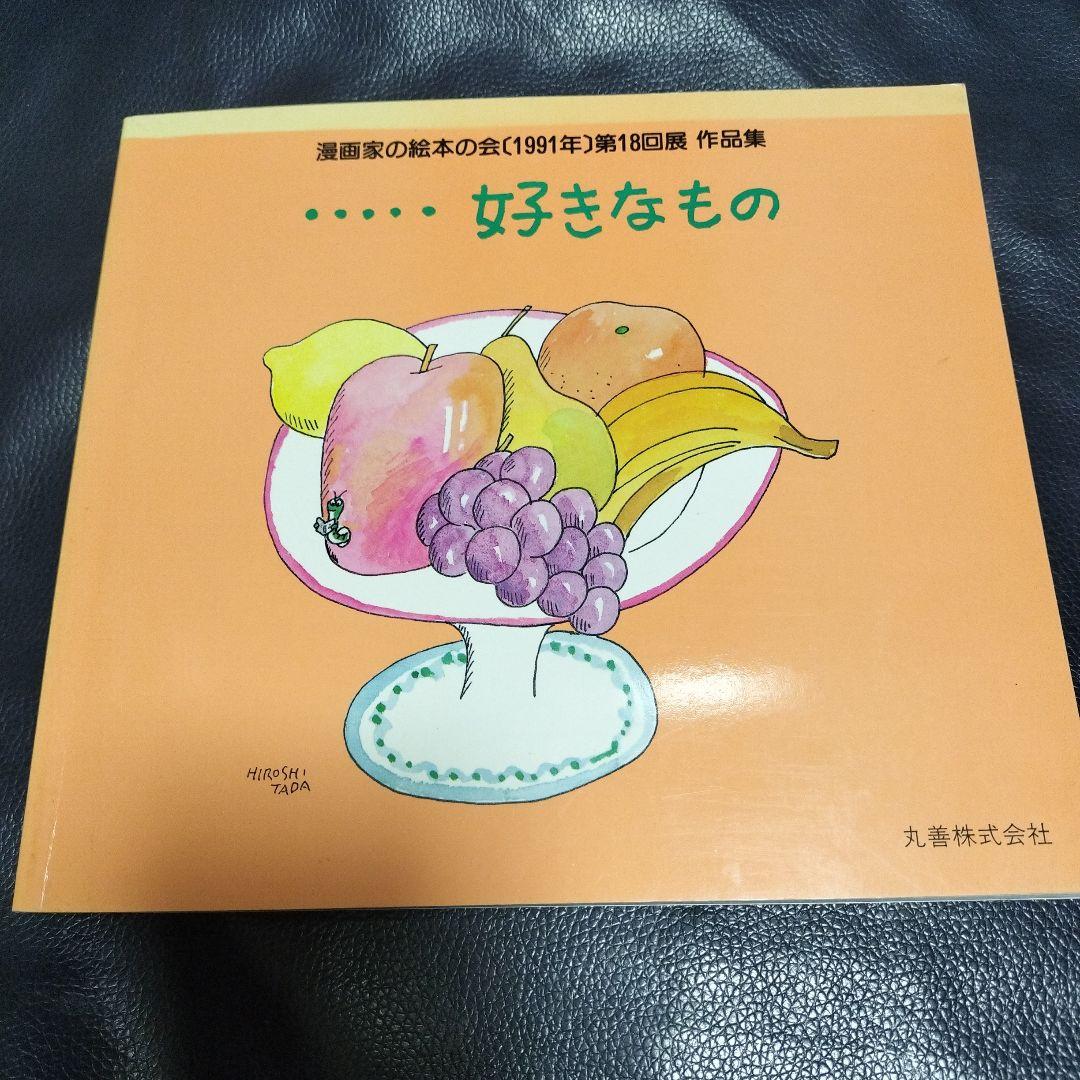 漫画家の絵本の会〔1991年〕第18回展 作品集
・・・・・ 好きなもの
HIROSHI
TADA
丸善株式会社